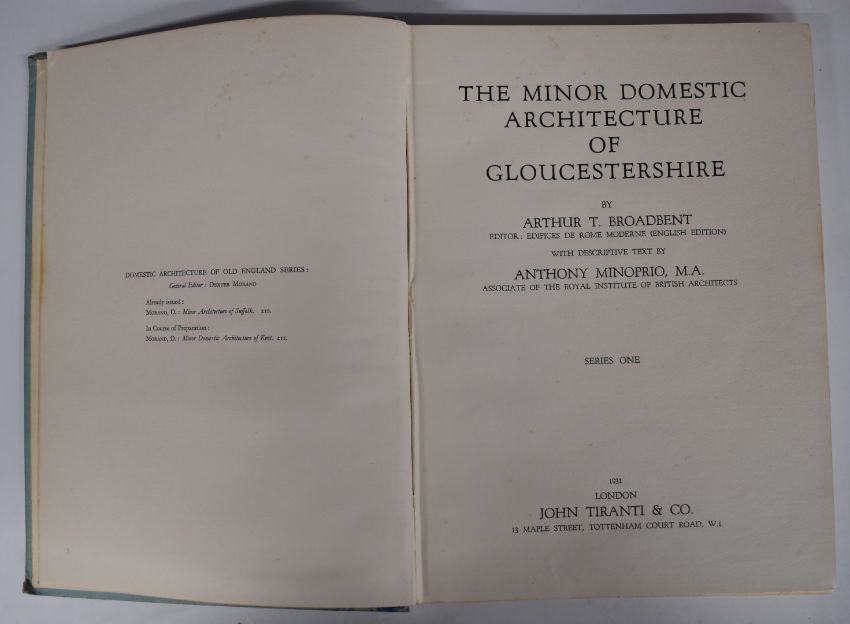 DOMESTIC ARCHITECTURE OF OLD ENGLAND SERIES:
General Editor: DEXTER MORAND
Already issued:
MORAND, D.: Minor Architecture of Suffolk. 21s.
In Course of Preparation:
MORAND, D.: Minor Domestic Architecture of Kent. 21s.
THE MINOR DOMESTIC
ARCHITECTURE
OF
GLOUCESTERSHIRE
BY
ARTHUR T. BROADBENT
EDITOR: EDIFICES DE ROME MODERNE (ENGLISH EDITION)
WITH DESCRIPTIVE TEXT BY
ANTHONY MINOPRIO, M.A.
ASSOCIATE OF THE ROYAL INSTITUTE OF BRITISH ARCHITECTS
SERIES ONE
1931
LONDON
JOHN TIRANTI & CO.
13 MAPLE STREET, TOTTENHAM COURT ROAD, W.1